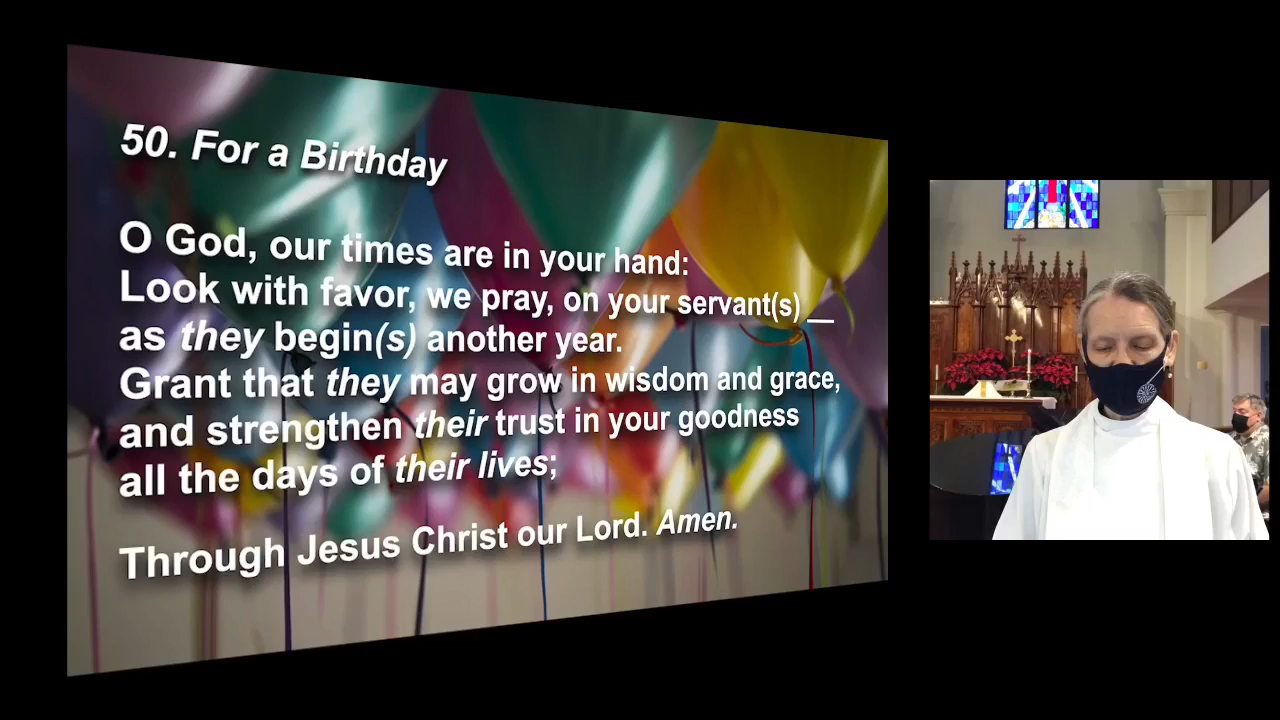 50. For a Birthday
O God, our times are in your hand:
Look with favor, we pray, on your servant(s) __
as they begin(s) another year.
Grant that they may grow in wisdom and grace,
and strengthen their trust in your goodness
all the days of their lives;
Through Jesus Christ our Lord. Amen.